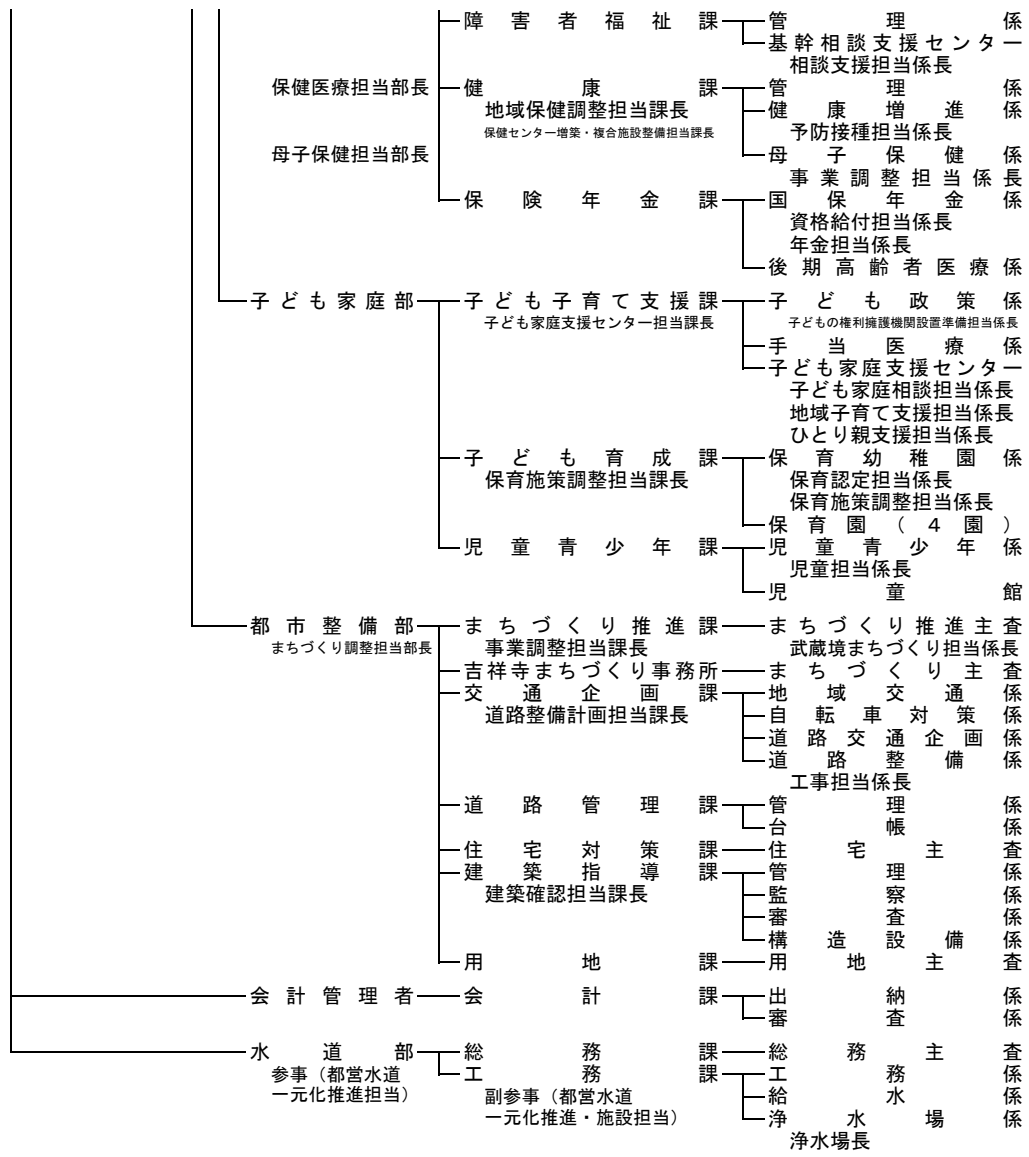 障害者福祉課 管理係
基幹相談支援センター
相談支援担当係長
保健医療担当部長 健康課 管理係
地域保健調整担当課長 健康増進係
保健センター増築・複合施設整備担当課長 予防接種担当係長
母子保健担当部長 母子保健係
事業調整担当係長
保険年金課 国保年金係
資格給付担当係長
年金担当係長
後期高齢者医療係
子ども家庭部 子ども子育て支援課 子ども政策係
子ども家庭支援センター担当課長 子どもの権利擁護機関設置準備担当係長
手当医療係
子ども家庭支援センター
子ども家庭相談担当係長
地域子育て支援担当係長
ひとり親支援担当係長
子ども育成課 保育幼稚園係
保育施策調整担当課長 保育認定担当係長
保育施策調整担当係長
保育園(4園)
児童青少年課 児童青少年係
児童担当係長
児童館
都市整備部 まちづくり推進課 まちづくり推進主査
まちづくり調整担当部長 事業調整担当課長 武蔵境まちづくり担当係長
吉祥寺まちづくり事務所 まちづくり主査
交通企画課 地域交通係
道路整備計画担当課長 自転車対策係
道路交通企画係
道路整備係
工事担当係長
道路管理課 管理係
台帳係
住宅対策課 住宅主査
建築指導課 管理係
建築確認担当課長 監察係
審査係
構造設備係
用地課 用地主査
会計管理者 会計課 出納係
審査係
水道部 総務課 総務主査
参事(都営水道 工務課 工務係
一元化推進担当) 副参事(都営水道 給水係
一元化推進・施設担当) 浄水場係
浄水場長